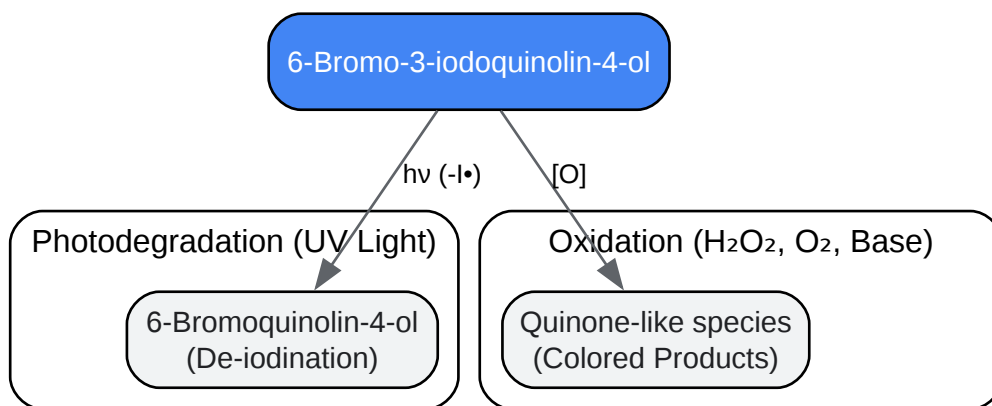 6-Bromo-3-iodoquinolin-4-ol
hν (-I•)
[O]
Photodegradation (UV Light)
Oxidation (H₂O₂, O₂, Base)
6-Bromoquinolin-4-ol
(De-iodination)
Quinone-like species
(Colored Products)